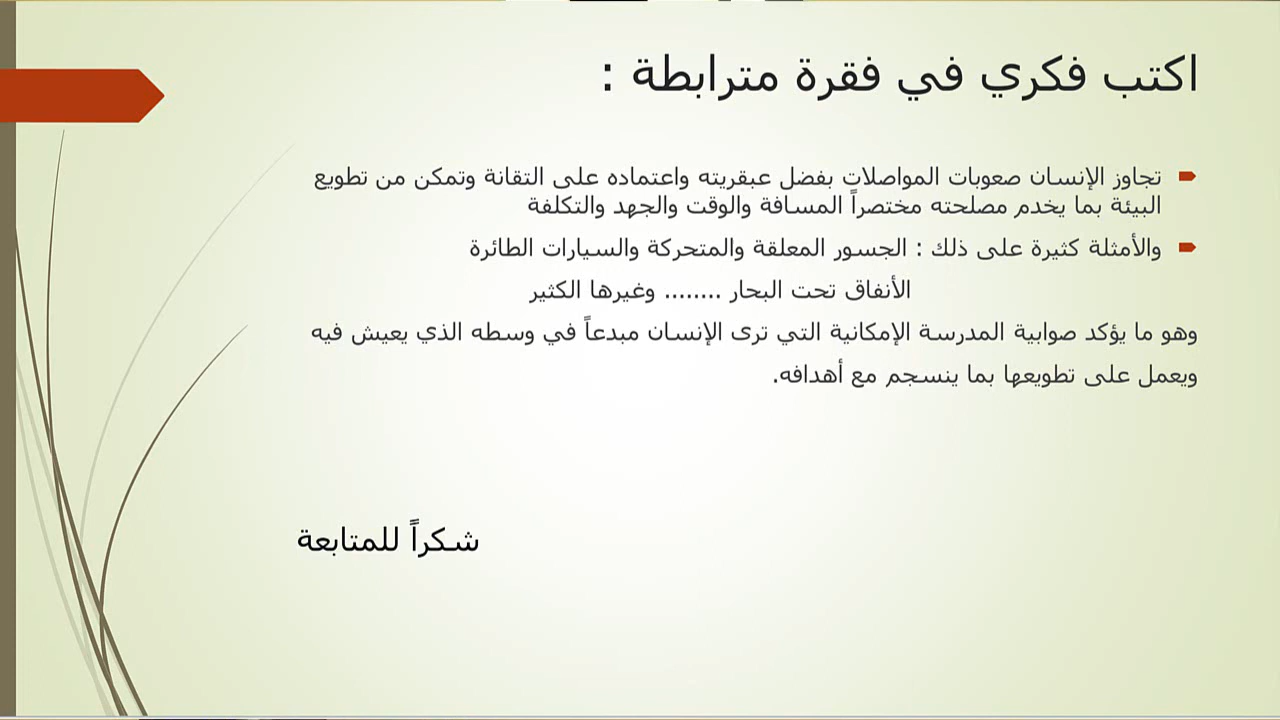 اكتب فكري في فقرة مترابطة :
تجاوز الإنسان صعوبات المواصلات بفضل عبقريته واعتماده على التقانة وتمكن من تطويع
البيئة بما يخدم مصلحته مختصراً المسافة والوقت والجهد والتكلفة
والأمثلة كثيرة على ذلك : الجسور المعلقة والمتحركة والسيارات الطائرة
الأنفاق تحت البحار ........ وغيرها الكثير
وهو ما يؤكد صوابية المدرسة الإمكانية التي ترى الإنسان مبدعاً في وسطه الذي يعيش فيه
ويعمل على تطويعها بما ينسجم مع أهدافه.
شكراً للمتابعة